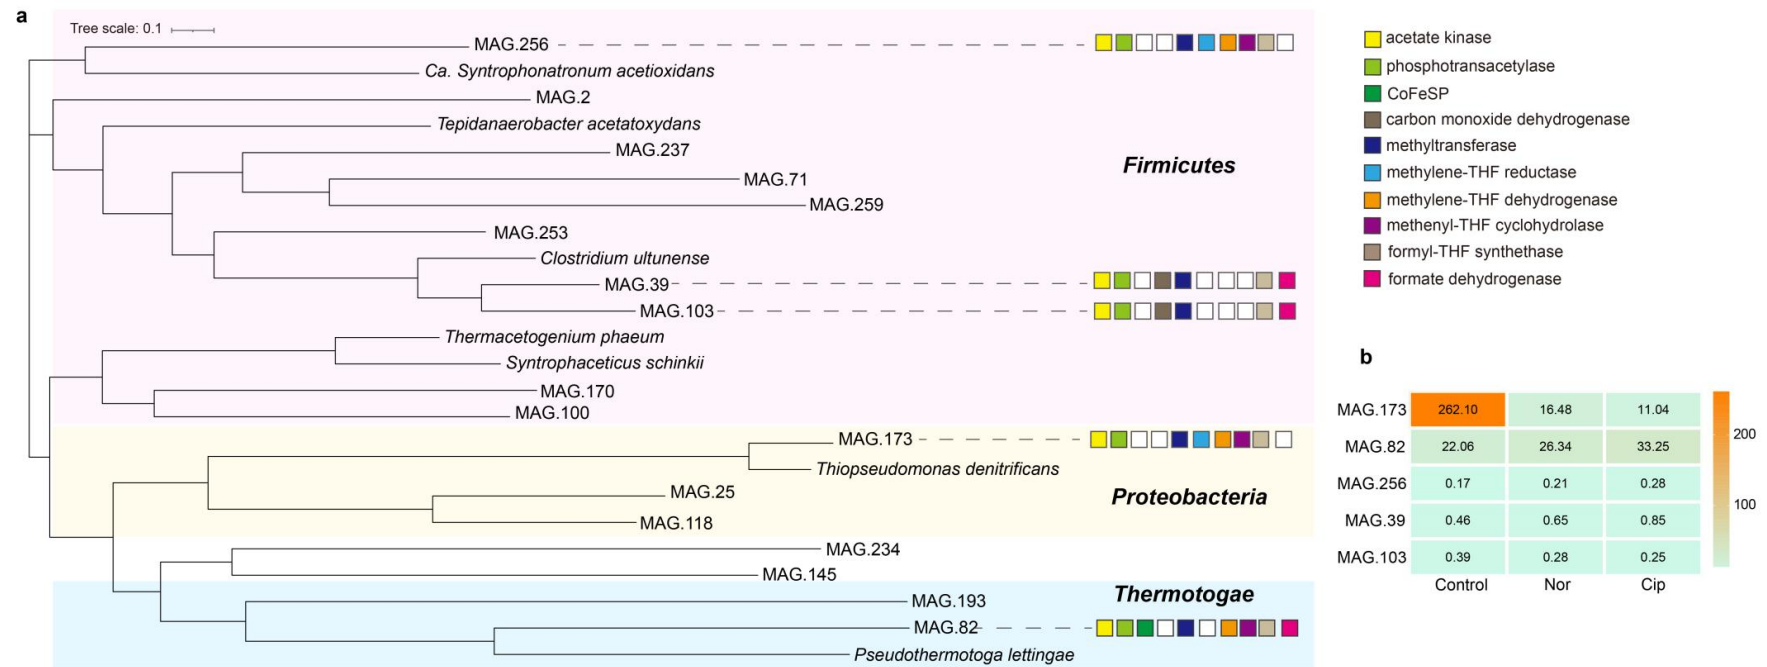 a
Tree scale: 0.1
MAG.256
Ca. Syntrophonatronum acetioxidans
MAG.2
Tepidanaerobacter acetatoxydans
MAG.237
MAG.71
MAG.259
MAG.253
Clostridium ultunense
MAG.39
MAG.103
Thermacetogenium phaeum
Syntrophaceticus schinkii
MAG.170
MAG.100
MAG.173
Thiopseudomonas denitrificans
MAG.25
MAG.118
MAG.234
MAG.145
MAG.193
MAG.82
Pseudothermotoga lettingae
Firmicutes
Proteobacteria
Thermotogae
acetate kinase
phosphotransacetylase
CoFeSP
carbon monoxide dehydrogenase
methyltransferase
methylene-THF reductase
methylene-THF dehydrogenase
methenyl-THF cyclohydrolase
formyl-THF synthethase
formate dehydrogenase
b
MAG.173 262.10 16.48 11.04
MAG.82 22.06 26.34 33.25
MAG.256 0.17 0.21 0.28
MAG.39 0.46 0.65 0.85
MAG.103 0.39 0.28 0.25
Control Nor Cip
200
100